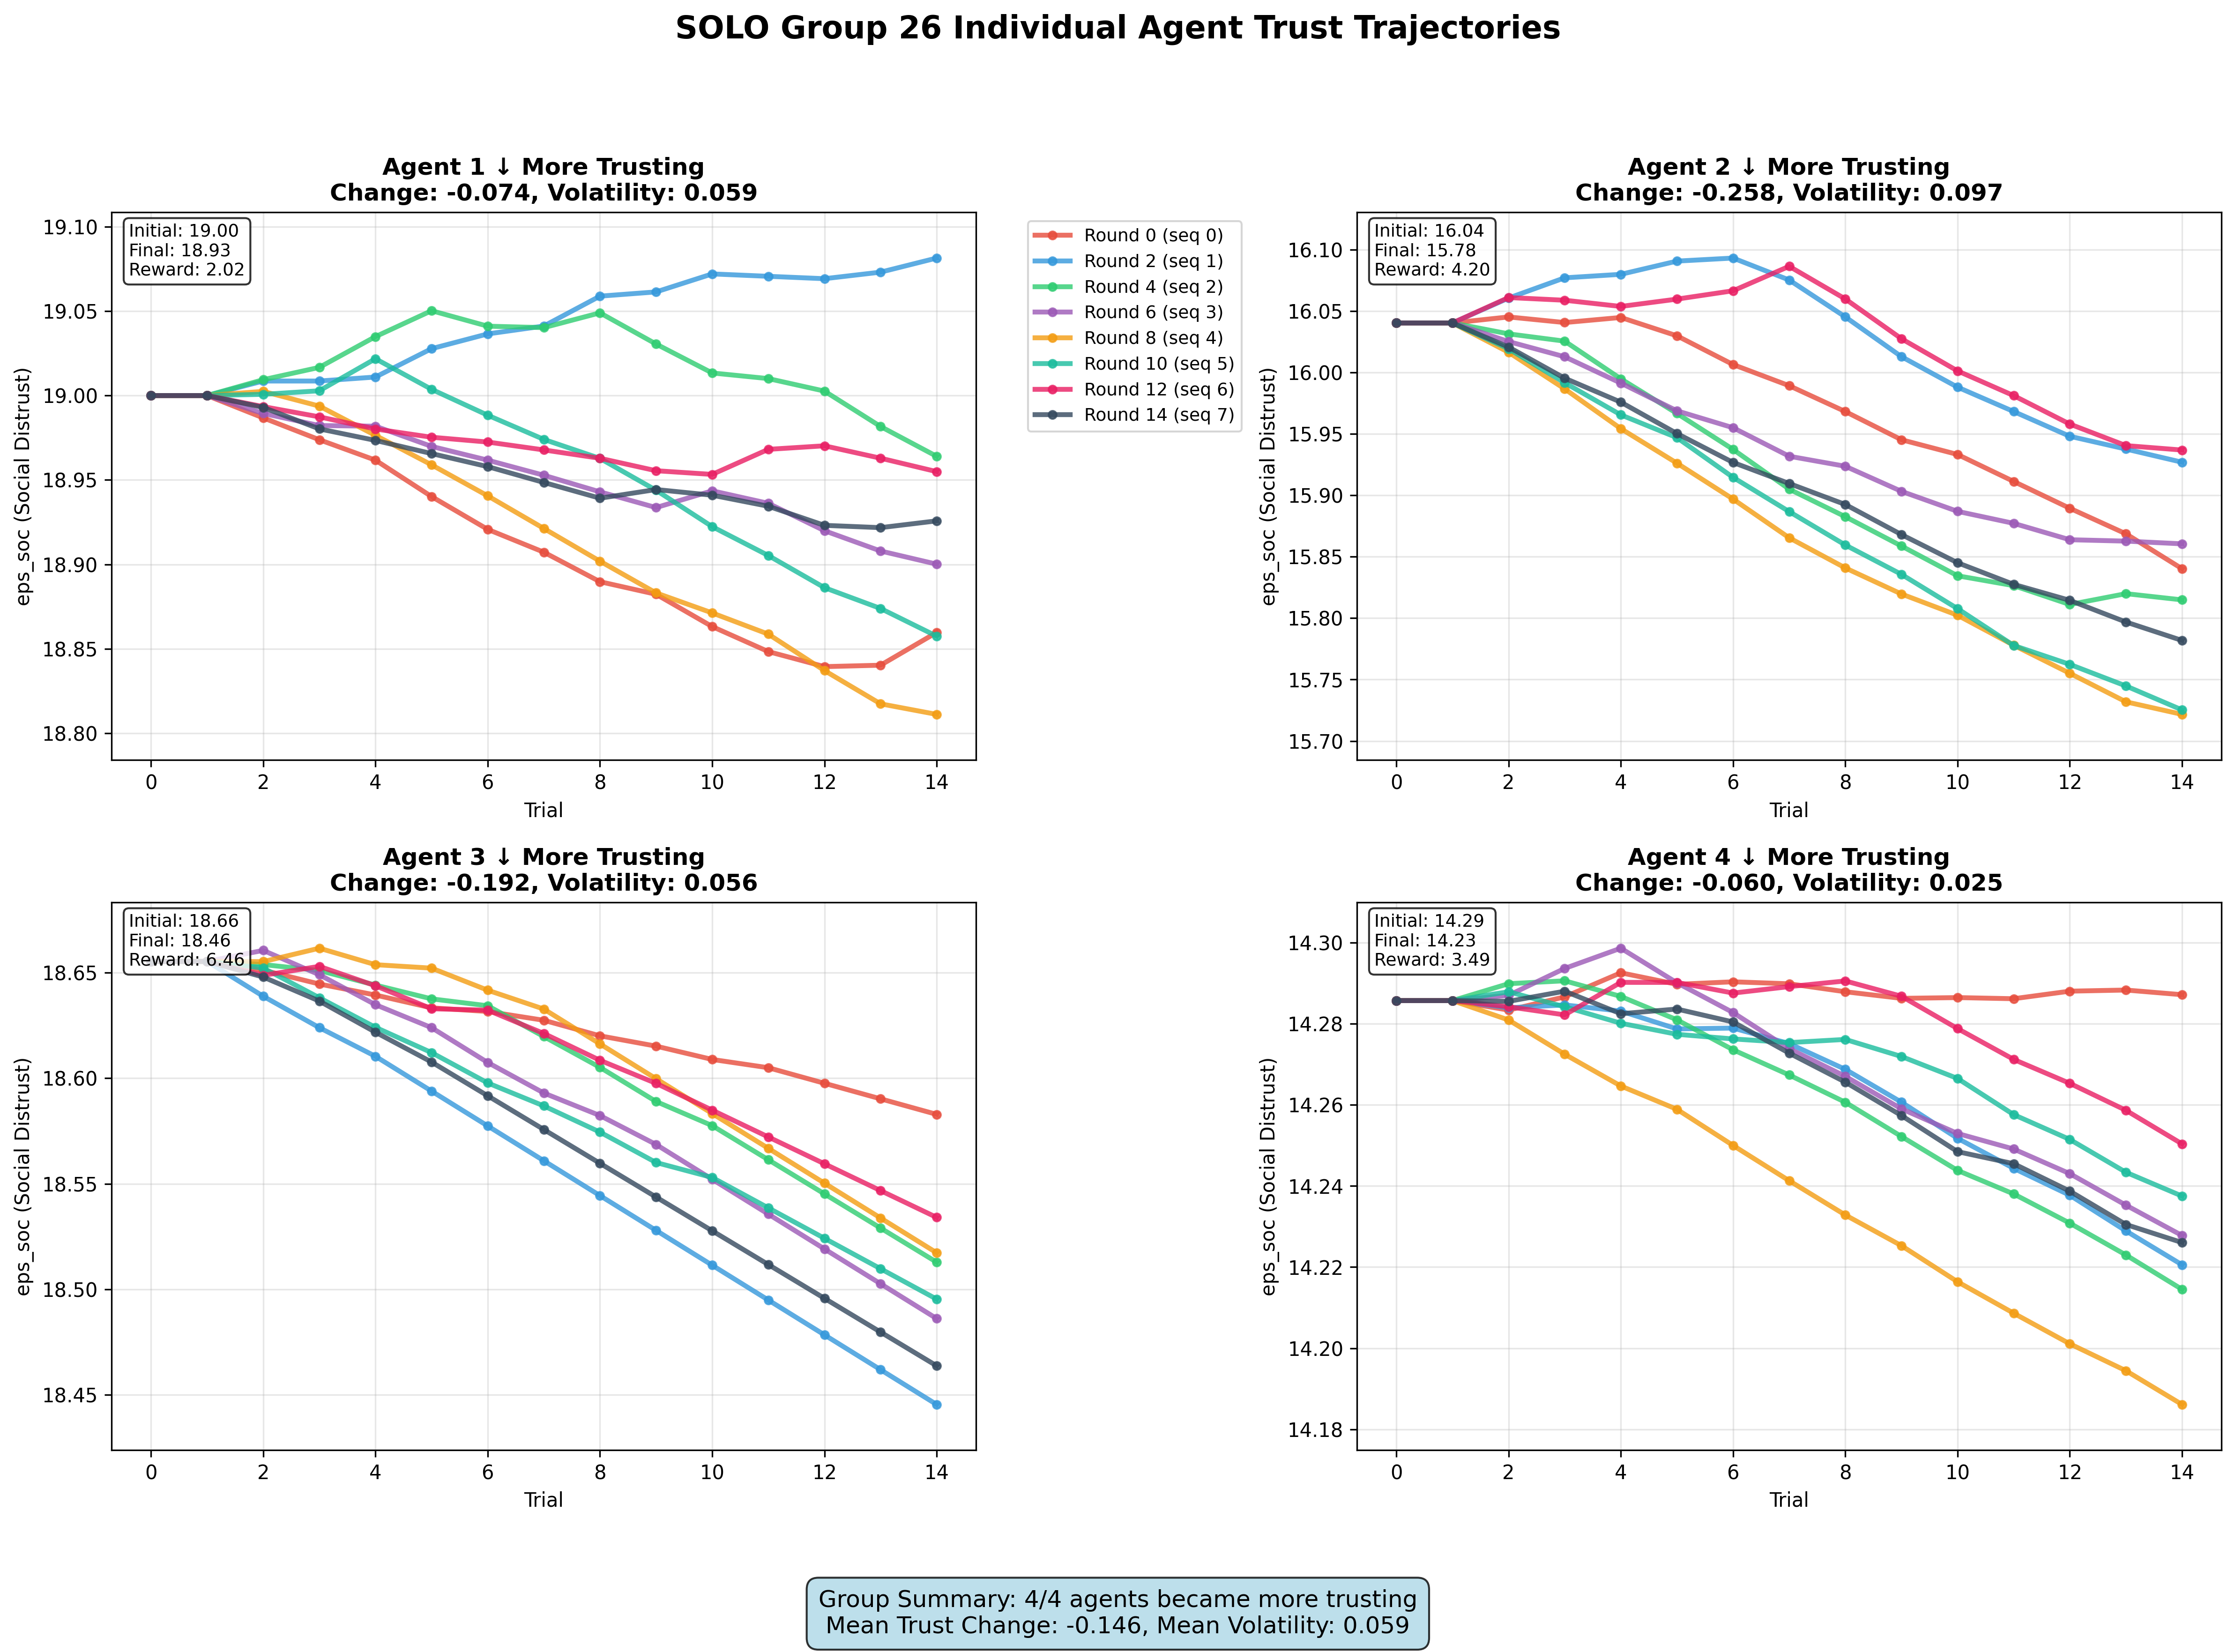 SOLO Group 26 Individual Agent Trust Trajectories
Agent 1 ↓ More Trusting
Change: -0.074, Volatility: 0.059
Initial: 19.00
Final: 18.93
Reward: 2.02
eps_soc (Social Distrust)
19.10
19.05
19.00
18.95
18.90
18.85
18.80
0 2 4 6 8 10 12 14
Trial
Round 0 (seq 0)
Round 2 (seq 1)
Round 4 (seq 2)
Round 6 (seq 3)
Round 8 (seq 4)
Round 10 (seq 5)
Round 12 (seq 6)
Round 14 (seq 7)
Agent 2 ↓ More Trusting
Change: -0.258, Volatility: 0.097
Initial: 16.04
Final: 15.78
Reward: 4.20
eps_soc (Social Distrust)
16.10
16.05
16.00
15.95
15.90
15.85
15.80
15.75
15.70
0 2 4 6 8 10 12 14
Trial
Agent 3 ↓ More Trusting
Change: -0.192, Volatility: 0.056
Initial: 18.66
Final: 18.46
Reward: 6.46
eps_soc (Social Distrust)
18.65
18.60
18.55
18.50
18.45
0 2 4 6 8 10 12 14
Trial
Agent 4 ↓ More Trusting
Change: -0.060, Volatility: 0.025
Initial: 14.29
Final: 14.23
Reward: 3.49
eps_soc (Social Distrust)
14.30
14.28
14.26
14.24
14.22
14.20
14.18
0 2 4 6 8 10 12 14
Trial
Group Summary: 4/4 agents became more trusting
Mean Trust Change: -0.146, Mean Volatility: 0.059